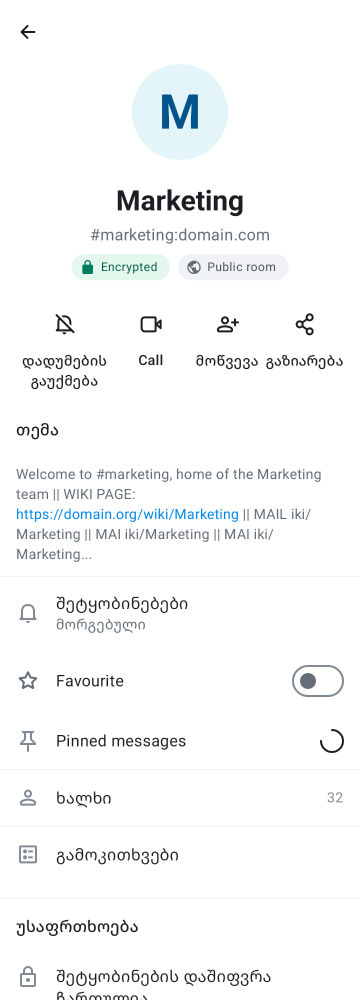 M
Marketing
#marketing:domain.com
Encrypted
Public room
დადუმების გაუქმება
Call
მოწვევა
გაზიარება
თემა
Welcome to #marketing, home of the Marketing
team || WIKI PAGE:
https://domain.org/wiki/Marketing || MAIL iki/
Marketing || MAI iki/Marketing || MAI iki/
Marketing...
შეტყობინებები
მორგებული
Favourite
Pinned messages
ხალხი 32
გამოკითხვები
უსაფრთხოება
შეტყობინების დაშიფვრა
ჩართულია